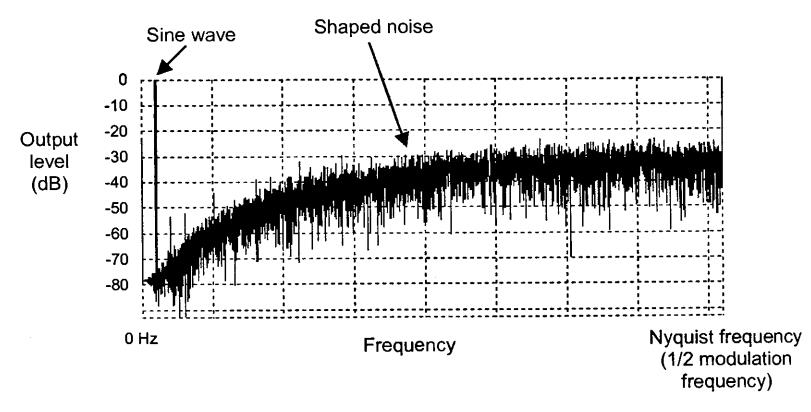 Sine wave
Shaped noise
0
-10
-20
-30
-40
-50
-60
-70
-80
Output
level
(dB)
0 Hz
Frequency
Nyquist frequency
(1/2 modulation
frequency)